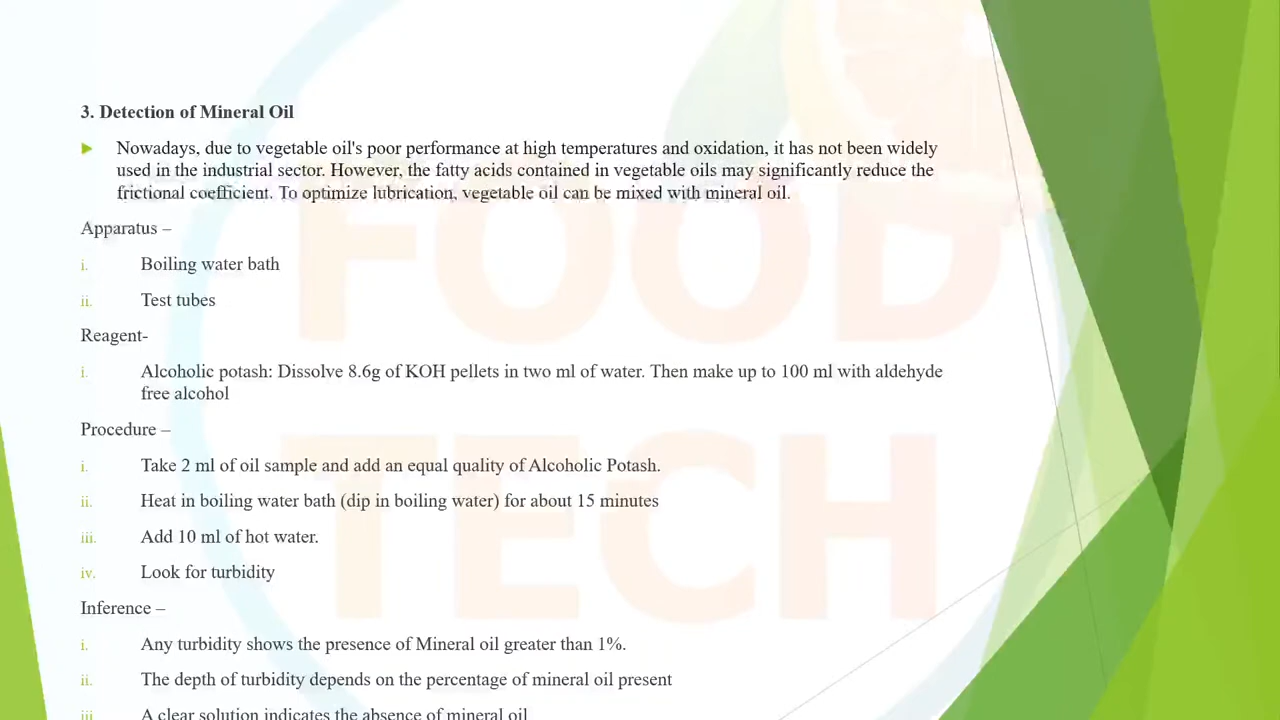 3. Detection of Mineral Oil
Nowadays, due to vegetable oil's poor performance at high temperatures and oxidation, it has not been widely
used in the industrial sector. However, the fatty acids contained in vegetable oils may significantly reduce the
frictional coefficient. To optimize lubrication, vegetable oil can be mixed with mineral oil.
Apparatus –
i. Boiling water bath
ii. Test tubes
Reagent-
i. Alcoholic potash: Dissolve 8.6g of KOH pellets in two ml of water. Then make up to 100 ml with aldehyde
free alcohol
Procedure –
i. Take 2 ml of oil sample and add an equal quality of Alcoholic Potash.
ii. Heat in boiling water bath (dip in boiling water) for about 15 minutes
iii. Add 10 ml of hot water.
iv. Look for turbidity
Inference –
i. Any turbidity shows the presence of Mineral oil greater than 1%.
ii. The depth of turbidity depends on the percentage of mineral oil present
iii. A clear solution indicates the absence of mineral oil
FOOD
TECH